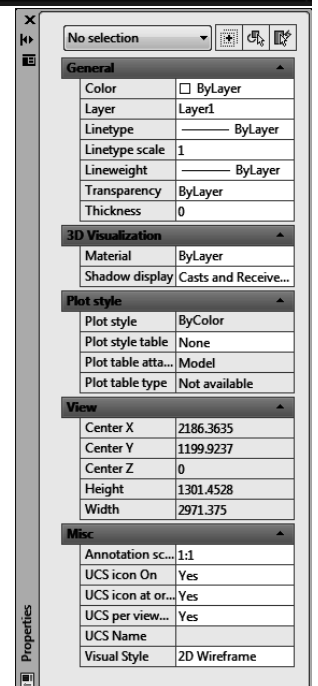 No selection
General
Color ByLayer
Layer Layer1
Linetype ByLayer
Linetype scale 1
Lineweight ByLayer
Transparency ByLayer
Thickness 0
3D Visualization
Material ByLayer
Shadow display Casts and Receive...
Plot style
Plot style ByColor
Plot style table None
Plot table atta... Model
Plot table type Not available
View
Center X 2186.3635
Center Y 1199.9237
Center Z 0
Height 1301.4528
Width 2971.375
Misc
Annotation sc... 1:1
UCS icon On Yes
UCS icon at or... Yes
UCS per view... Yes
UCS Name
Visual Style 2D Wireframe
Properties